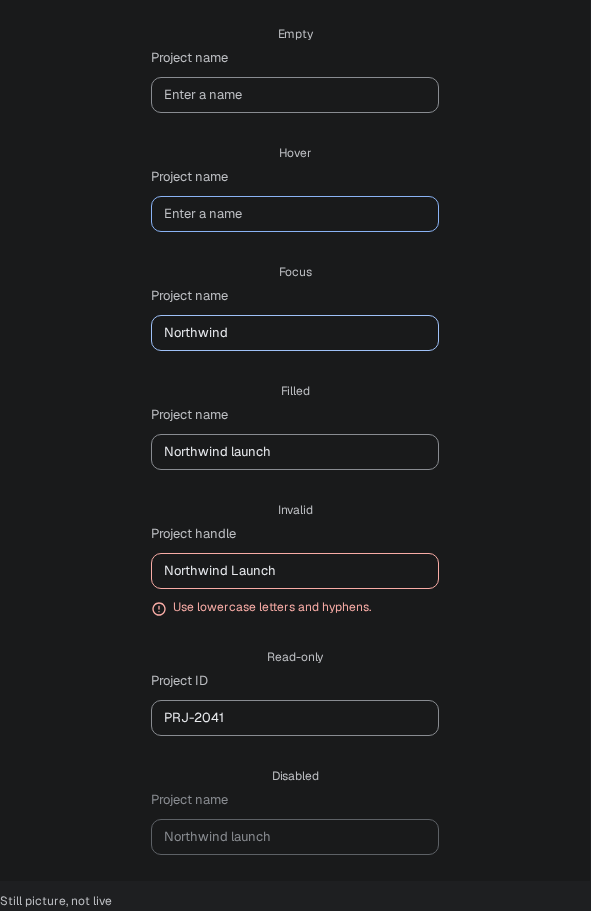 Empty
Project name
Enter a name
Hover
Project name
Enter a name
Focus
Project name
Northwind
Filled
Project name
Northwind launch
Invalid
Project handle
Northwind Launch
Use lowercase letters and hyphens.
Read-only
Project ID
PRJ-2041
Disabled
Project name
Northwind launch
Still picture, not live